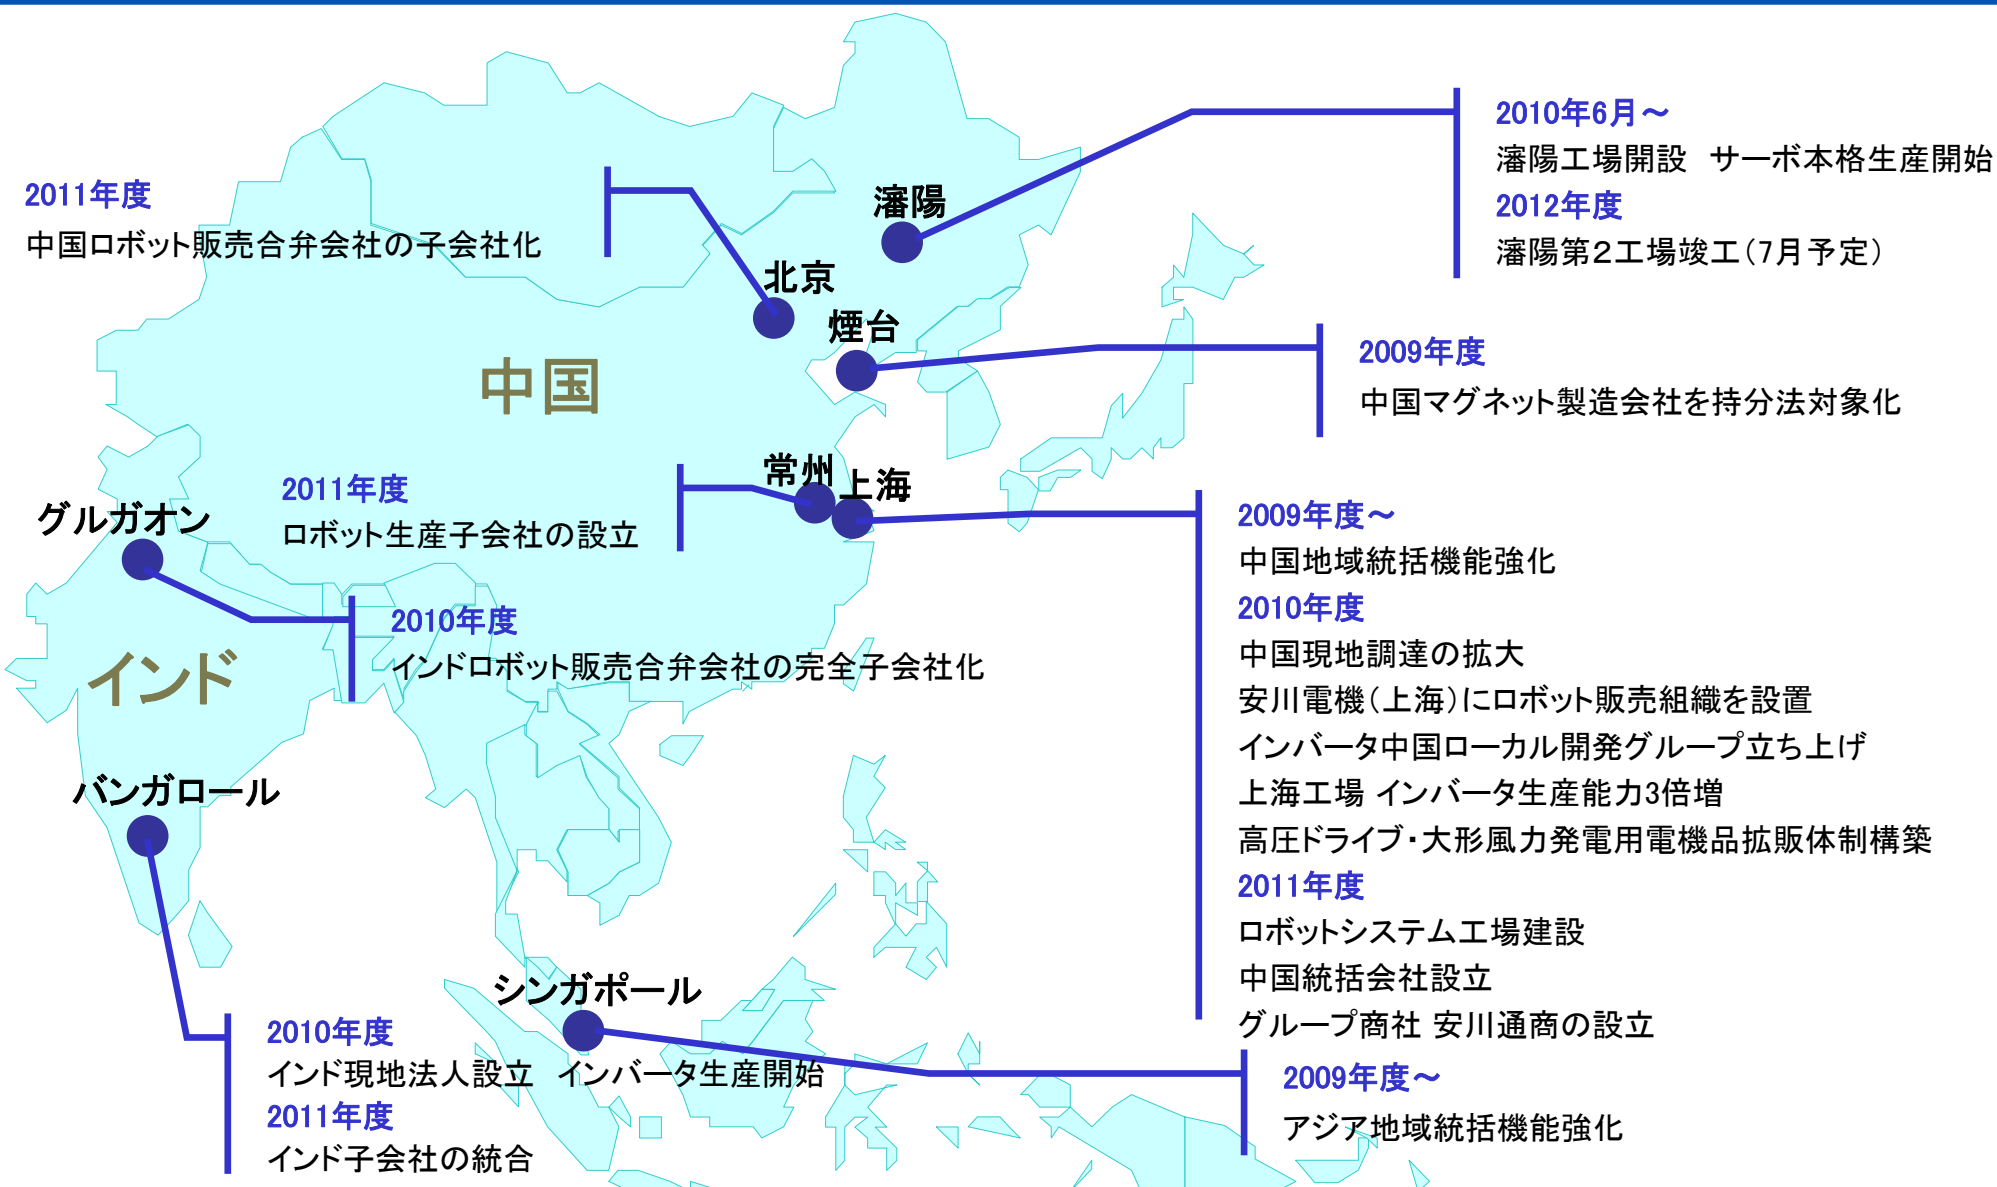 2010年6月～
瀋陽工場開設　サーボ本格生産開始
2012年度
瀋陽第２工場竣工（7月予定）
瀋陽
2011年度
中国ロボット販売合弁会社の子会社化
北京
煙台
2009年度
中国マグネット製造会社を持分法対象化
中国
常州
上海
2011年度
ロボット生産子会社の設立
2009年度～
中国地域統括機能強化
2010年度
中国現地調達の拡大
安川電機（上海）にロボット販売組織を設置
インバータ中国ローカル開発グループ立ち上げ
上海工場 インバータ生産能力3倍増
高圧ドライブ・大形風力発電用電機品拡販体制構築
2011年度
ロボットシステム工場建設
中国統括会社設立
グループ商社 安川通商の設立
グルガオン
2010年度
インドロボット販売合弁会社の完全子会社化
インド
バンガロール
2010年度
インド現地法人設立　インバータ生産開始
2011年度
インド子会社の統合
シンガポール
2009年度～
アジア地域統括機能強化